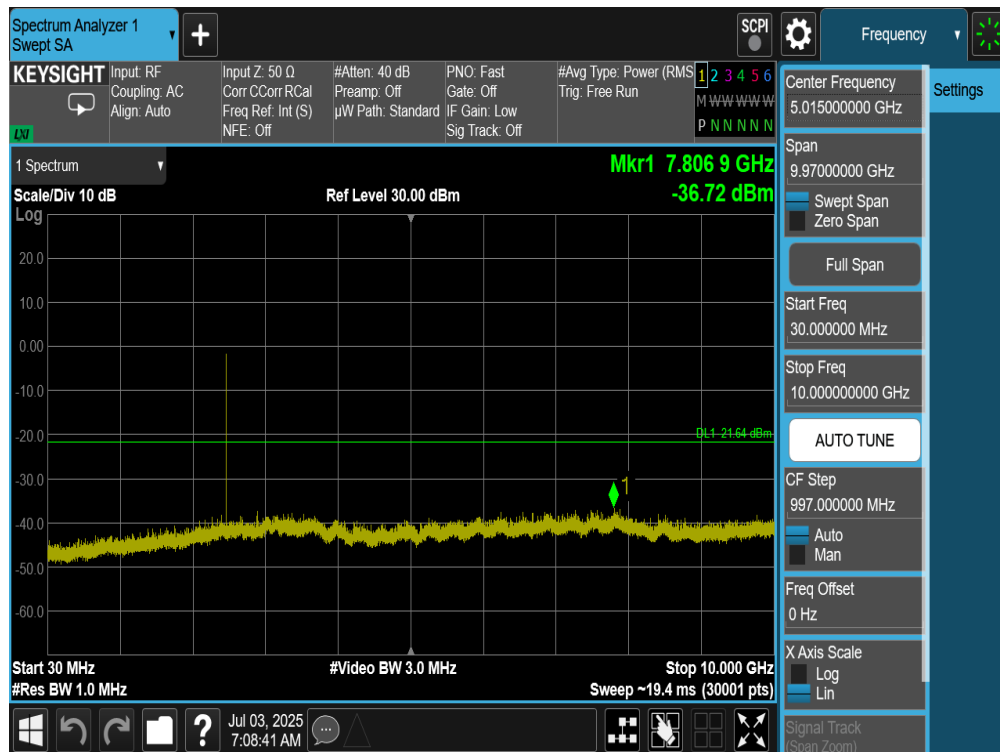 Spectrum Analyzer 1
Swept SA
+
SCPI
Frequency
KEYSIGHT
LXI
Input: RF
Coupling: AC
Align: Auto
Input Z: 50 Ω
Corr CCorr RCal
Freq Ref: Int (S)
NFE: Off
#Atten: 40 dB
Preamp: Off
µW Path: Standard
PNO: Fast
Gate: Off
IF Gain: Low
Sig Track: Off
#Avg Type: Power (RMS
Trig: Free Run
1 2 3 4 5 6
M W W W W W
P N N N N N
1 Spectrum
Mkr1 7.806 9 GHz
-36.72 dBm
Scale/Div 10 dB
Ref Level 30.00 dBm
Log
20.0
10.0
0.00
-10.0
-20.0
-30.0
-40.0
-50.0
-60.0
DL1 -21.64 dBm
1
Start 30 MHz
#Video BW 3.0 MHz
Stop 10.000 GHz
#Res BW 1.0 MHz
Sweep ~19.4 ms (30001 pts)
Center Frequency
5.015000000 GHz
Settings
Span
9.97000000 GHz
Swept Span
Zero Span
Full Span
Start Freq
30.000000 MHz
Stop Freq
10.000000000 GHz
AUTO TUNE
CF Step
997.000000 MHz
Auto
Man
Freq Offset
0 Hz
X Axis Scale
Log
Lin
Signal Track
(Span Zoom)
?
Jul 03, 2025
7:08:41 AM